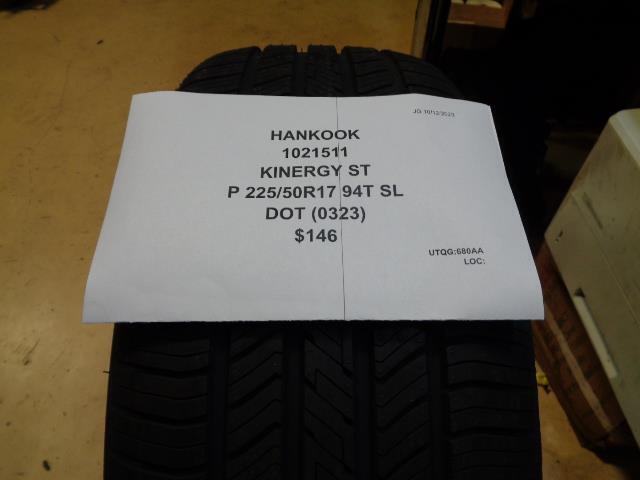 JG 10/12/2023
HANKOOK
1021511
KINERGY ST
P 225/50R17 94T SL
DOT (0323)
$146
UTQG:680AA
LOC: